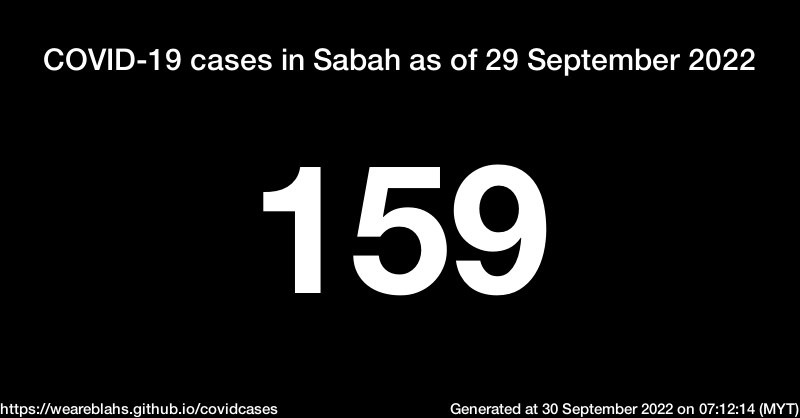 COVID-19 cases in Sabah as of 29 September 2022
159
https://weareblahs.github.io/covidcases
Generated at 30 September 2022 on 07:12:14 (MYT)